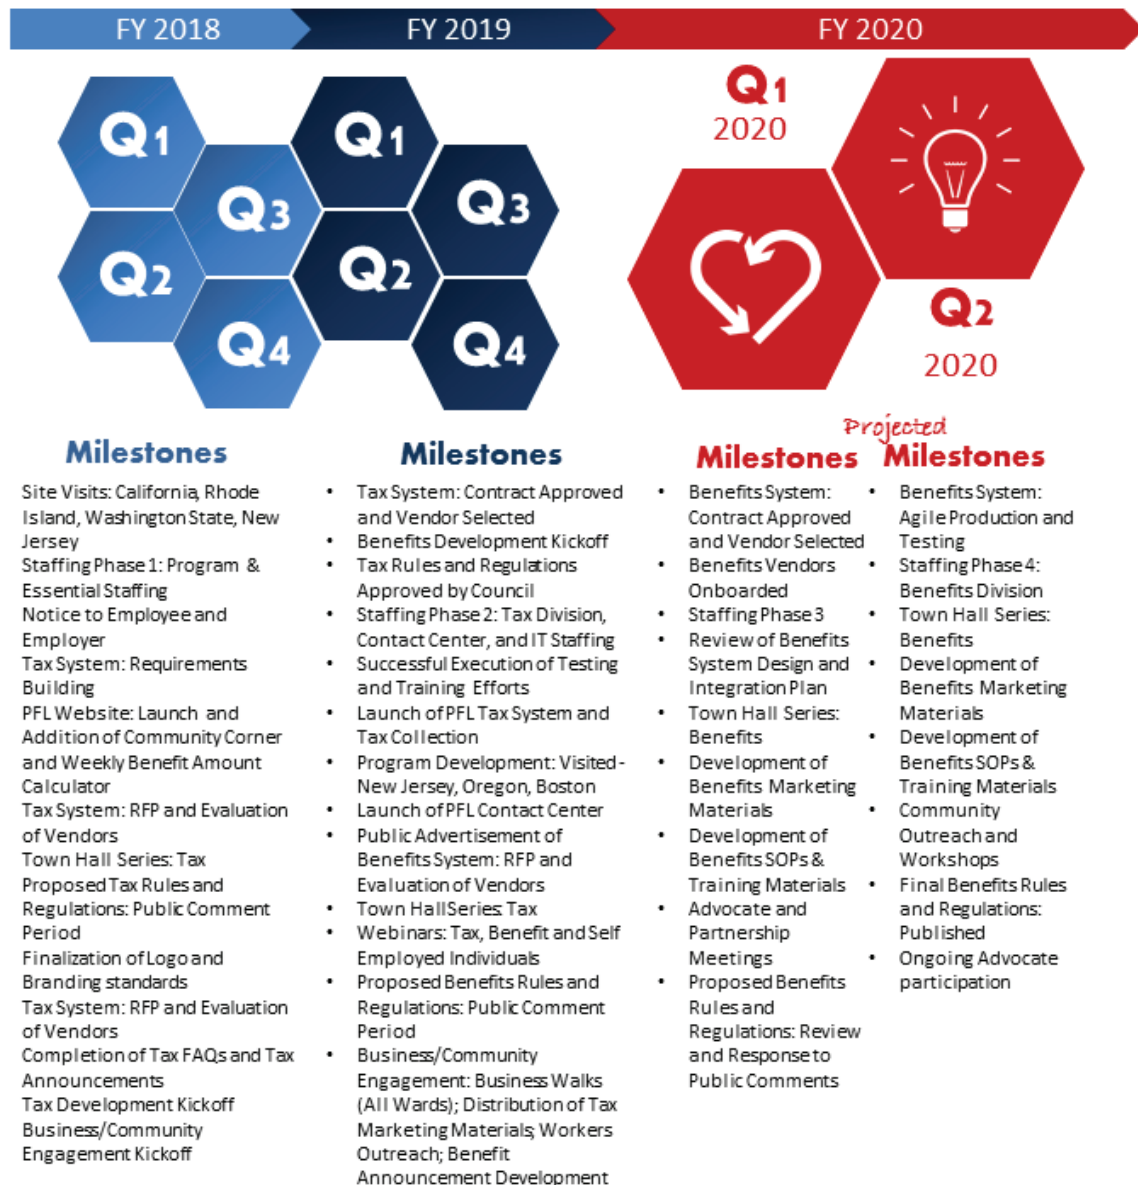 FY 2018
FY 2019
FY 2020
Q1
Q3
Q2
Q4
Q1
Q3
Q2
Q4
Q1
2020
Q2
2020
Milestones
Site Visits: California, Rhode
Island, Washington State, New
Jersey
Staffing Phase 1: Program &
Essential Staffing
Notice to Employee and
Employer
Tax System: Requirements
Building
PFL Website: Launch and
Addition of Community Corner
and Weekly Benefit Amount
Calculator
Tax System: RFP and Evaluation
of Vendors
Town Hall Series: Tax
Proposed Tax Rules and
Regulations: Public Comment
Period
Finalization of Logo and
Branding standards
Tax System: RFP and Evaluation
of Vendors
Completion of Tax FAQs and Tax
Announcements
Tax Development Kickoff
Business/Community
Engagement Kickoff
Milestones
• Tax System: Contract Approved
and Vendor Selected
• Benefits Development Kickoff
• Tax Rules and Regulations
Approved by Council
• Staffing Phase 2: Tax Division,
Contact Center, and IT Staffing
• Successful Execution of Testing
and Training Efforts
• Launch of PFL Tax System and
Tax Collection
• Program Development: Visited -
New Jersey, Oregon, Boston
• Launch of PFL Contact Center
• Public Advertisement of
Benefits System: RFP and
Evaluation of Vendors
• Town Hall Series: Tax
• Webinars: Tax, Benefit and Self
Employed Individuals
• Proposed Benefits Rules and
Regulations: Public Comment
Period
• Business/Community
Engagement: Business Walks
(All Wards); Distribution of Tax
Marketing Materials; Workers
Outreach; Benefit
Announcement Development
Projected
Milestones
• Benefits System:
Contract Approved
and Vendor Selected
• Benefits Vendors
Onboarded
• Staffing Phase 3
• Review of Benefits
System Design and
Integration Plan
• Town Hall Series:
Benefits
• Development of
Benefits Marketing
Materials
• Development of
Benefits SOPs &
Training Materials
• Advocate and
Partnership
Meetings
• Proposed Benefits
Rules and
Regulations: Review
and Response to
Public Comments
Milestones
• Benefits System:
Agile Production and
Testing
• Staffing Phase 4:
Benefits Division
• Town Hall Series:
Benefits
• Development of
Benefits Marketing
Materials
• Development of
Benefits SOPs &
Training Materials
• Community
Outreach and
Workshops
• Final Benefits Rules
and Regulations:
Published
• Ongoing Advocate
participation